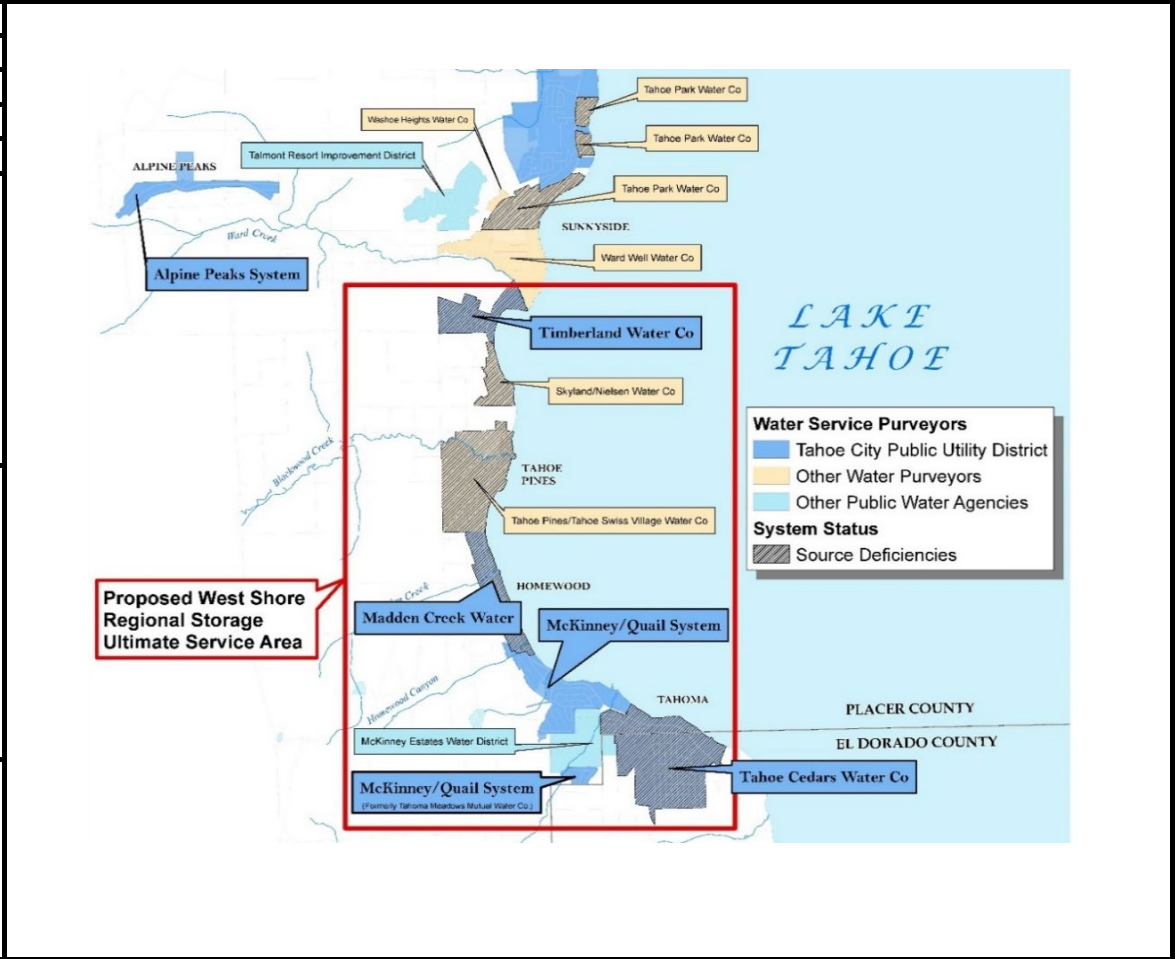 Tahoe Park Water Co
Washoe Heights Water Co
Tahoe Park Water Co
Talmont Resort Improvement District
ALPINE PEAKS
Tahoe Park Water Co
SUNNYSIDE
Ward Creek
Ward Well Water Co
Alpine Peaks System
LAKE
TAHOE
Timberland Water Co
Skyland/Nielsen Water Co
Water Service Purveyors
Tahoe City Public Utility District
Other Water Purveyors
Other Public Water Agencies
System Status
Source Deficiencies
Blackwood Creek
TAHOE
PINES
Tahoe Pines/Tahoe Swiss Village Water Co
HOMEWOOD
Creek
Proposed West Shore
Regional Storage
Ultimate Service Area
Madden Creek Water
McKinney/Quail System
Homewood Canyon
TAHOMA
PLACER COUNTY
EL DORADO COUNTY
McKinney Estates Water District
McKinney/Quail System
(Formerly Tahoma Meadows Mutual Water Co.)
Tahoe Cedars Water Co